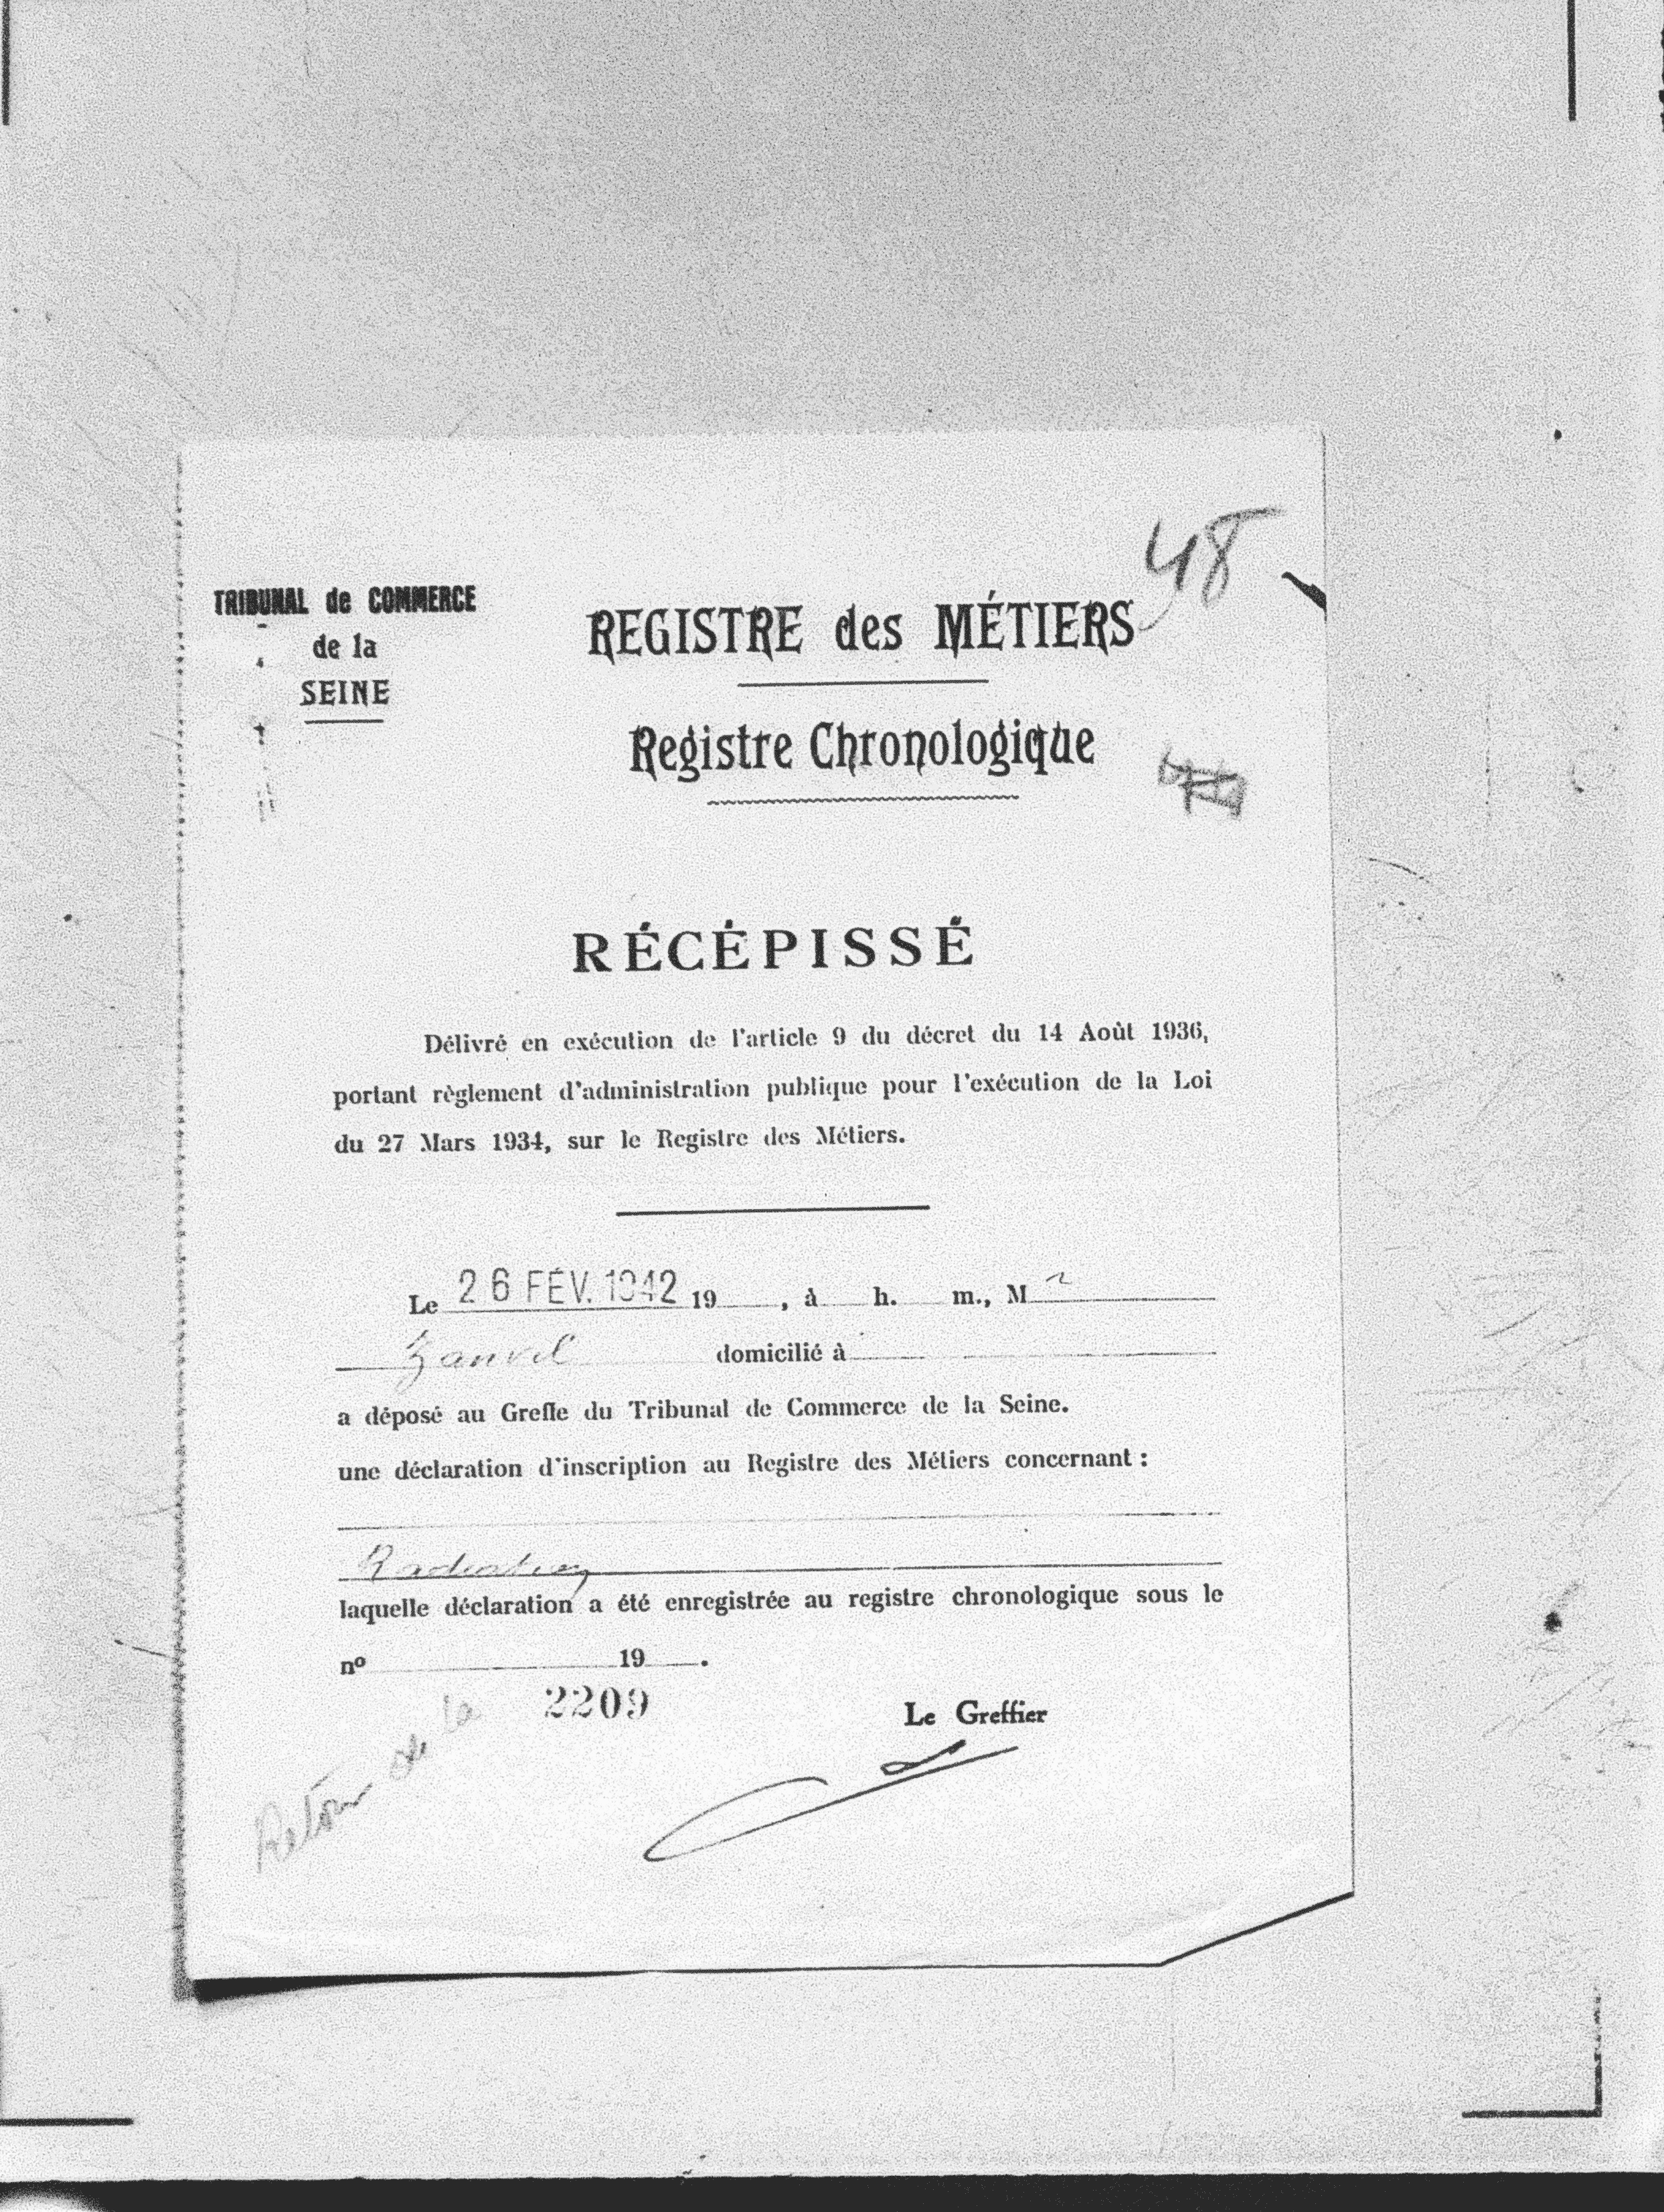 48
TRIBUNAL de COMMERCE
de la
SEINE
REGISTRE des MÉTIERS
Registre Chronologique
RÉCÉPISSÉ
Délivré en exécution de l'article 9 du décret du 14 Août 1936,
portant règlement d'administration publique pour l'exécution de la Loi
du 27 Mars 1934, sur le Registre des Métiers.
Le 26 FÉV. 1942 19 , à h. m., M r
Zanvel domicilié à
a déposé au Greffe du Tribunal de Commerce de la Seine.
une déclaration d'inscription au Registre des Métiers concernant :
Radiation
laquelle déclaration a été enregistrée au registre chronologique sous le
nº 19 .
2209
Le Greffier
Retour de la